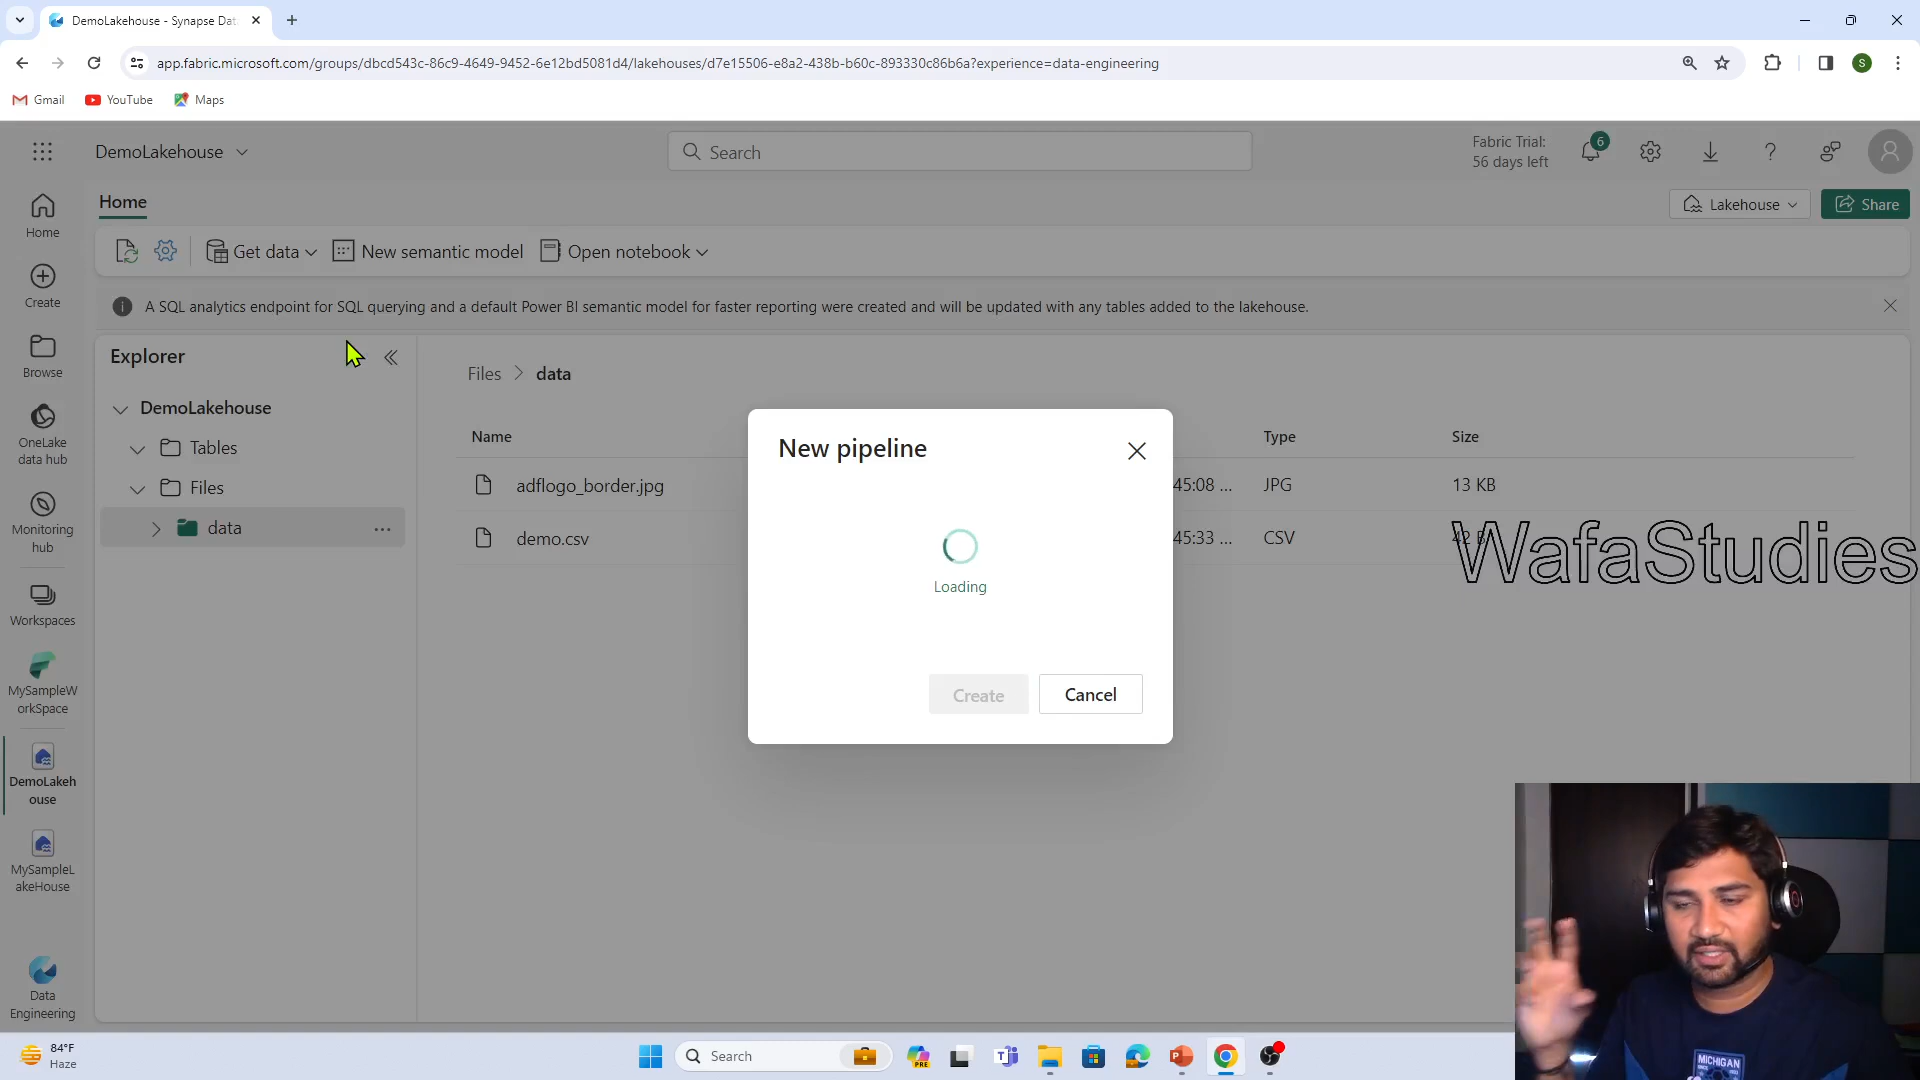 DemoLakehouse - Synapse Dat
app.fabric.microsoft.com/groups/dbcd543c-86c9-4649-9452-6e12bd5081d4/lakehouses/d7e15506-e8a2-438b-b60c-893330c86b6a?experience=data-engineering
S
Gmail
YouTube
Maps
DemoLakehouse
Search
Fabric Trial:
56 days left
6
?
Home
Lakehouse
Share
Home
Get data
New semantic model
Open notebook
Create
A SQL analytics endpoint for SQL querying and a default Power BI semantic model for faster reporting were created and will be updated with any tables added to the lakehouse.
Browse
OneLake
data hub
Monitoring
hub
Workspaces
MySampleW
orkSpace
DemoLakeh
ouse
MySampleL
akeHouse
Data
Engineering
Explorer
DemoLakehouse
Tables
Files
data
...
Files > data
Name
Type
Size
adflogo_border.jpg
45:08 ...
JPG
13 KB
demo.csv
45:33 ...
CSV
42 B
WafaStudies
New pipeline
Loading
Create
Cancel
MICHIGAN
84°F
Haze
Search
PRE